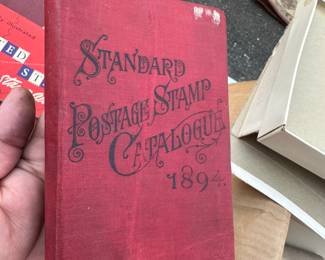 STANDARD
POSTAGE STAMP
CATALOGUE
1894.